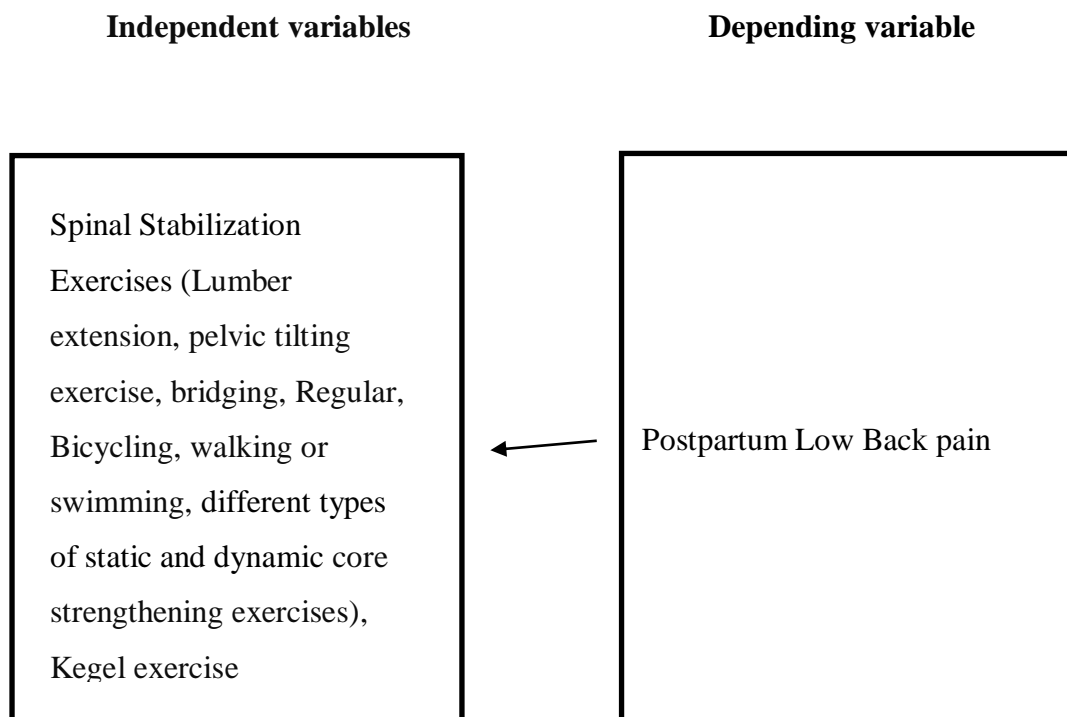 Independent variables
Depending variable
Spinal Stabilization
Exercises (Lumber
extension, pelvic tilting
exercise, bridging, Regular,
Bicycling, walking or
swimming, different types
of static and dynamic core
strengthening exercises),
Kegel exercise
Postpartum Low Back pain